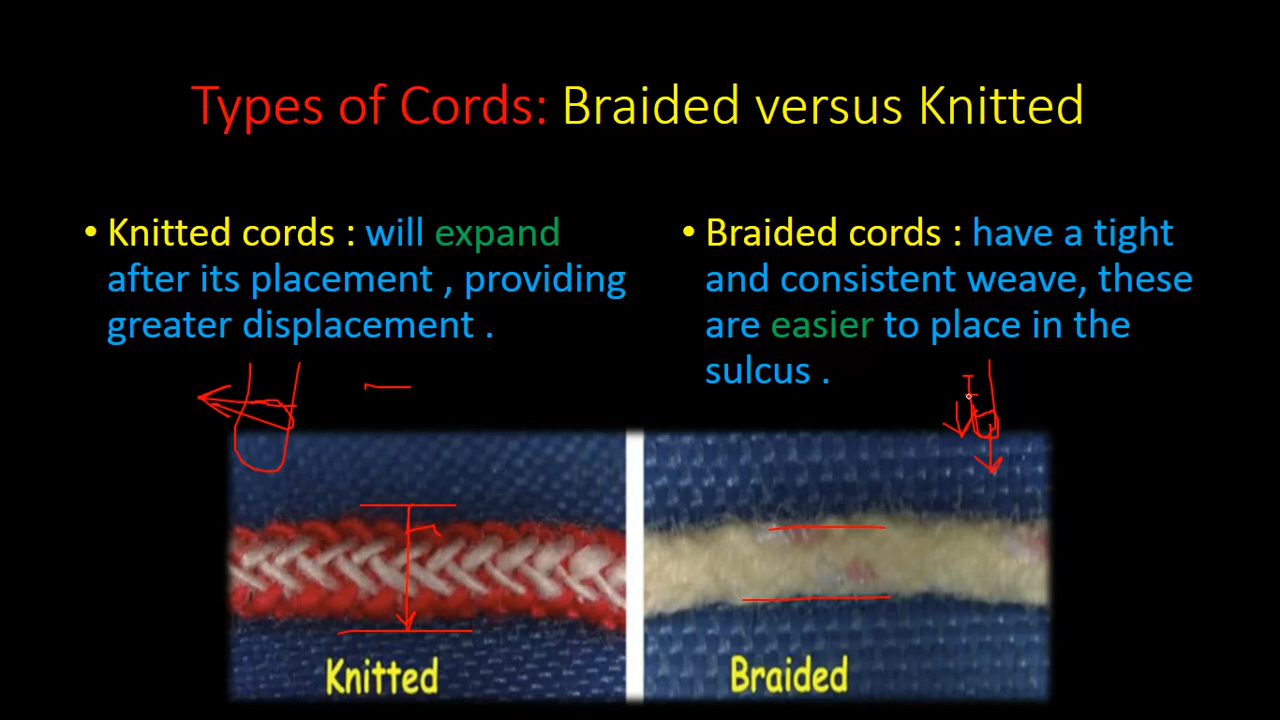 Types of Cords: Braided versus Knitted
• Knitted cords : will expand
after its placement , providing
greater displacement .
• Braided cords : have a tight
and consistent weave, these
are easier to place in the
sulcus .
Knitted
Braided